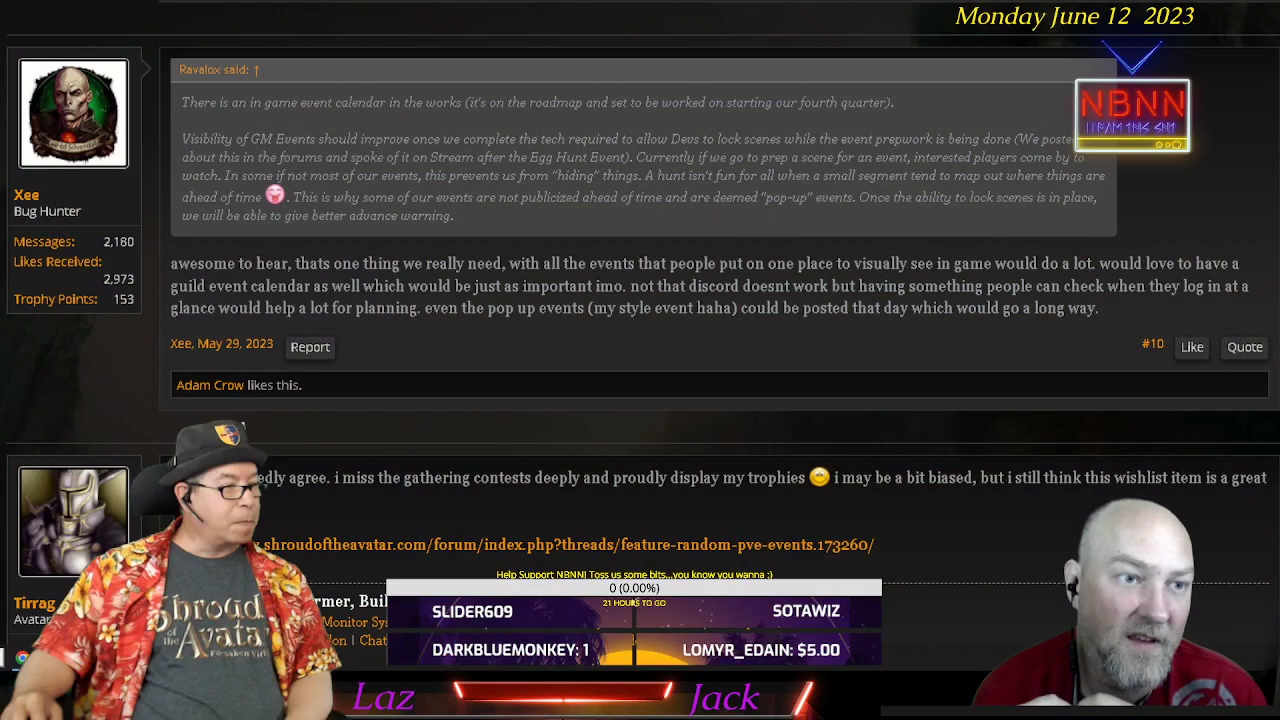 Monday June 12 2023
NBNN
Ravalox said: ↑
There is an in game event calendar in the works (it's on the roadmap and set to be worked on starting our fourth quarter).
Visibility of GM Events should improve once we complete the tech required to allow Devs to lock scenes while the event prepwork is being done (We posted
about this in the forums and spoke of it on Stream after the Egg Hunt Event). Currently if we go to prep a scene for an event, interested players come by to
watch. In some if not most of our events, this prevents us from "hiding" things. A hunt isn't fun for all when a small segment tend to map out where things are
ahead of time . This is why some of our events are not publicized ahead of time and are deemed "pop-up" events. Once the ability to lock scenes is in place,
we will be able to give better advance warning.
Xee
Bug Hunter
Messages: 2,180
Likes Received:
2,973
Trophy Points: 153
awesome to hear, thats one thing we really need, with all the events that people put on one place to visually see in game would do a lot. would love to have a
guild event calendar as well which would be just as important imo. not that discord doesnt work but having something people can check when they log in at a
glance would help a lot for planning. even the pop up events (my style event haha) could be posted that day which would go a long way.
Xee, May 29, 2023 Report #10 Like Quote
Adam Crow likes this.
edly agree. i miss the gathering contests deeply and proudly display my trophies i may be a bit biased, but i still think this wishlist item is a great
shroudoftheavatar.com/forum/index.php?threads/feature-random-pve-events.173260/
Help Support NBNN! Toss us some bits...you know you wanna :)
0 (0.00%)
21 HOURS TO GO
SLIDER609 SOTAWIZ
DARKBLUEMONKEY: 1 LOMYR_EDAIN: $5.00
Tirrag
Avatar
rmer, Buil
Monitor Sys
on | Chat
Shroud
of the
Avatar
Laz Jack